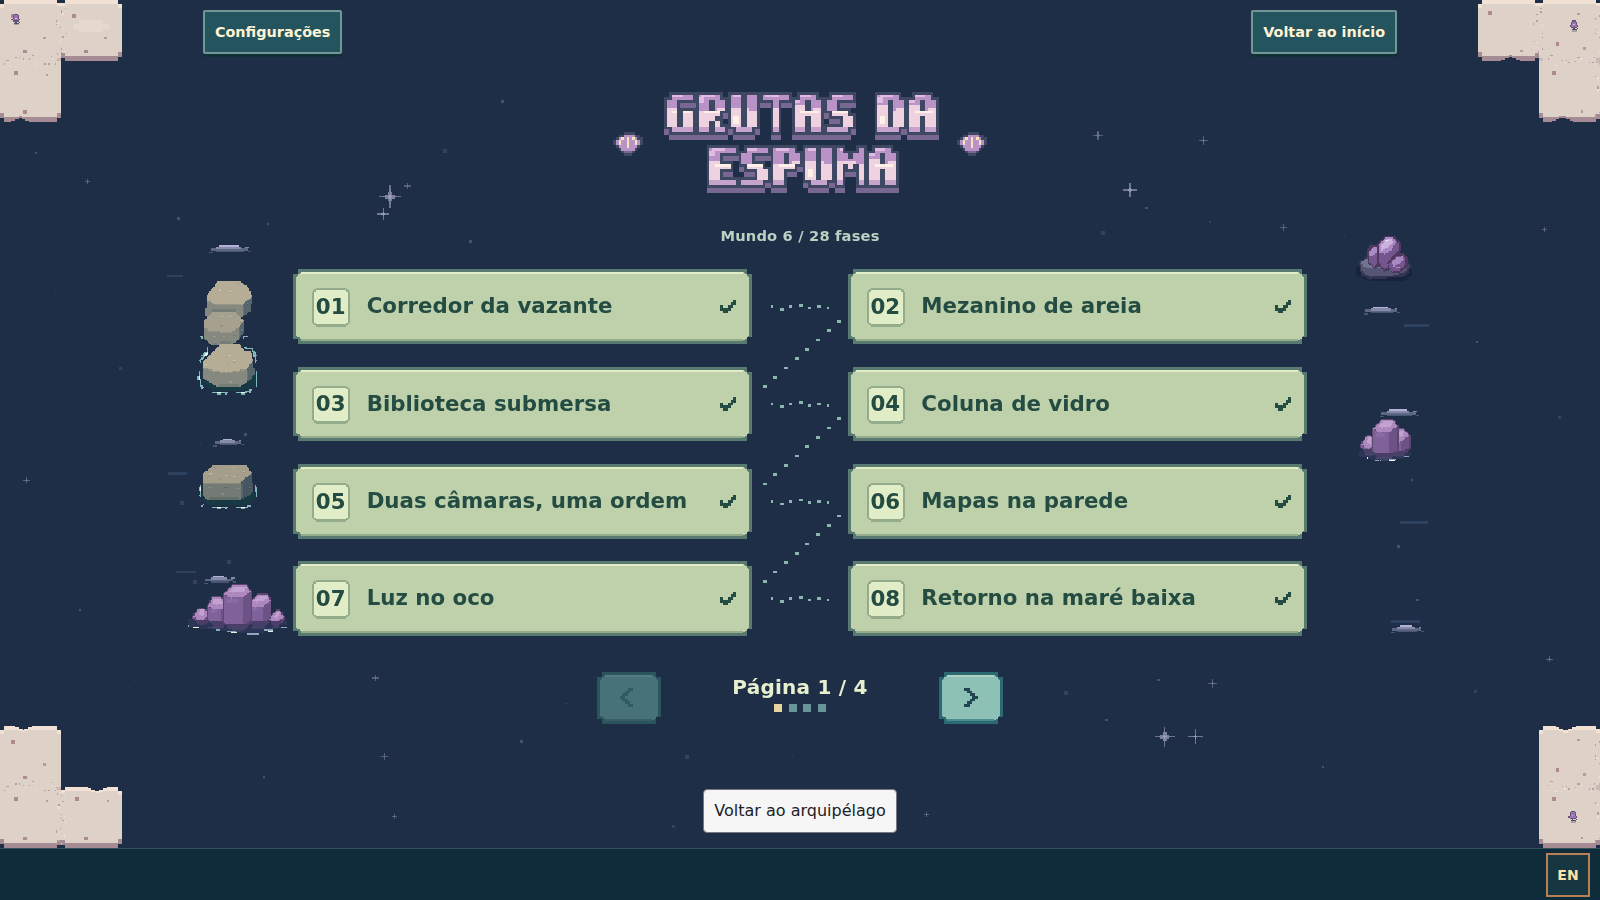 Configurações
Voltar ao início
GRUTAS DA
ESPUMA
Mundo 6 / 28 fases
01 Corredor da vazante
02 Mezanino de areia
03 Biblioteca submersa
04 Coluna de vidro
05 Duas câmaras, uma ordem
06 Mapas na parede
07 Luz no oco
08 Retorno na maré baixa
Página 1 / 4
Voltar ao arquipélago
EN